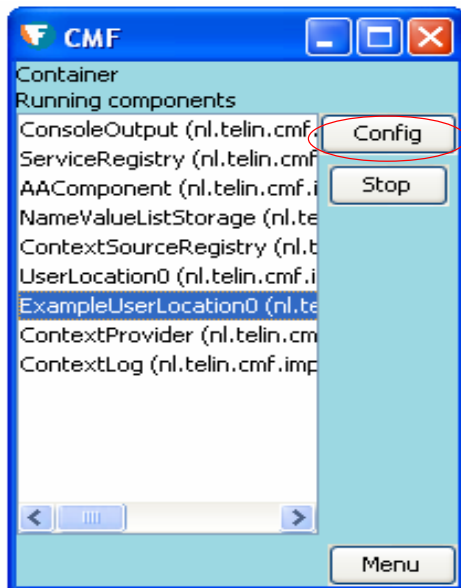 CMF
Container
Running components
ConsoleOutput (nl.telin.cmf.
Config
ServiceRegistry (nl.telin.cmf
AAComponent (nl.telin.cmf.i
Stop
NameValueListStorage (nl.te
ContextSourceRegistry (nl.t
UserLocation0 (nl.telin.cmf.i
ExampleUserLocation0 (nl.te
ContextProvider (nl.telin.cm
ContextLog (nl.telin.cmf.imp
Menu